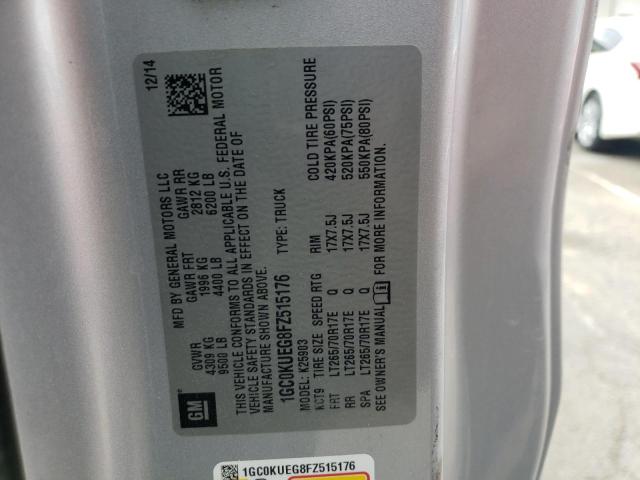 MFD BY GENERAL MOTORS LLC 12/14
GVWR GAWR FRT GAWR RR
4309 KG 1996 KG 2812 KG
9500 LB 4400 LB 6200 LB
THIS VEHICLE CONFORMS TO ALL APPLICABLE U.S. FEDERAL MOTOR
VEHICLE SAFETY STANDARDS IN EFFECT ON THE DATE OF
MANUFACTURE SHOWN ABOVE.
1GC0KUEG8FZ515176 TYPE: TRUCK
MODEL: K25903
KCT9 TIRE SIZE SPEED RTG RIM COLD TIRE PRESSURE
FRT LT265/70R17E Q 17X7.5J 420KPA(60PSI)
RR LT265/70R17E Q 17X7.5J 520KPA(75PSI)
SPA LT265/70R17E Q 17X7.5J 550KPA(80PSI)
SEE OWNER'S MANUAL FOR MORE INFORMATION.
GM
1GC0KUEG8FZ515176